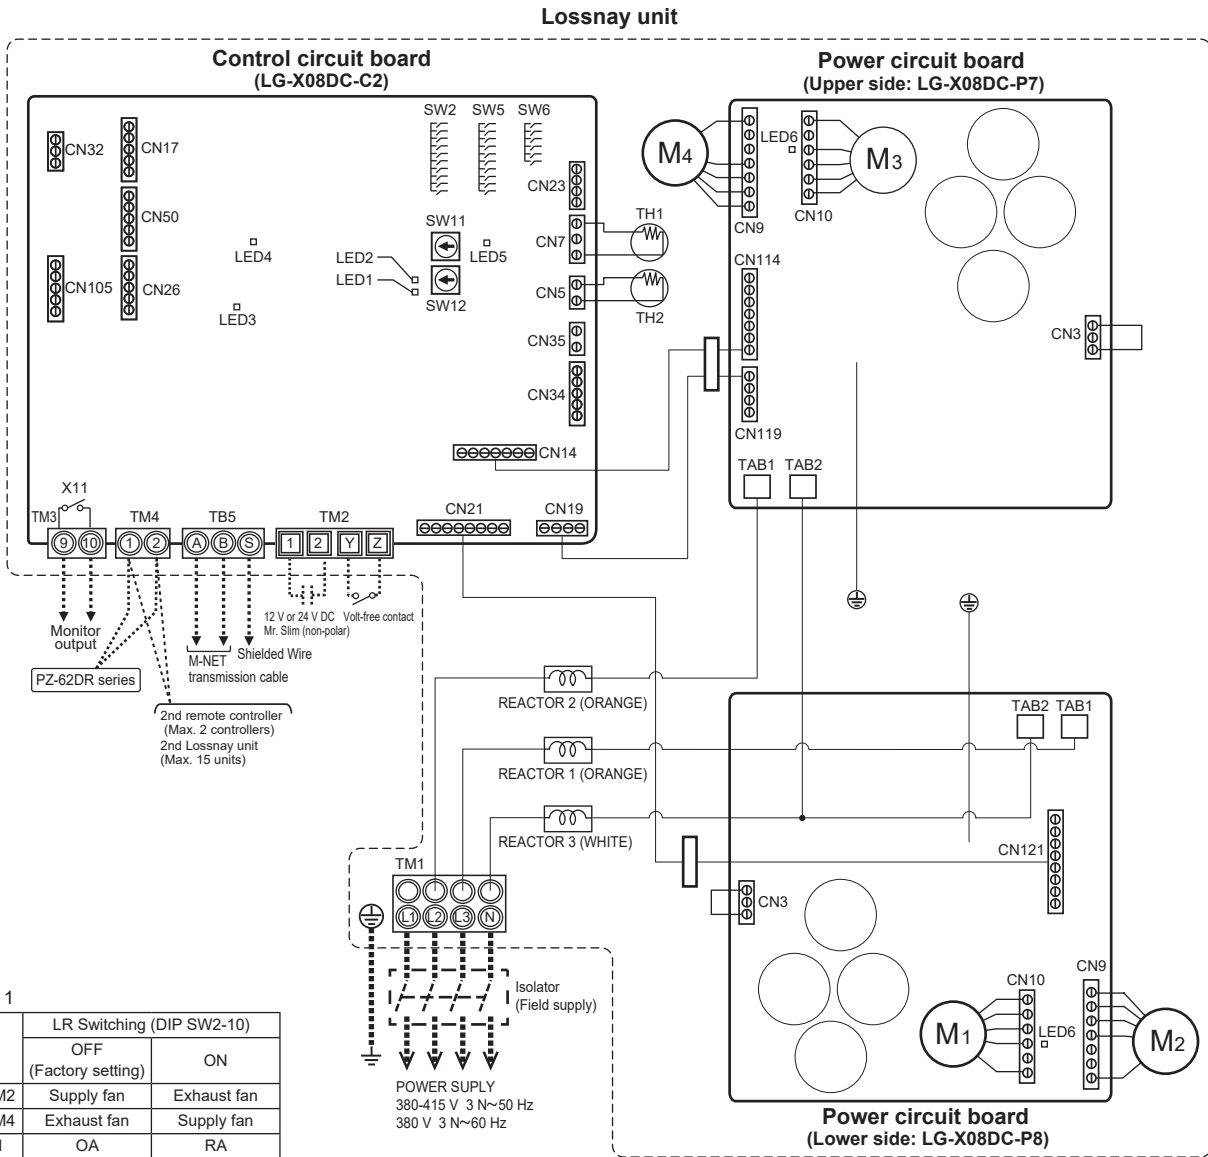 Lossnay unit
Control circuit board
(LG-X08DC-C2)
Power circuit board
(Upper side: LG-X08DC-P7)
SW2
SW5
SW6
CN32
CN17
CN23
CN50
SW11
CN7
TH1
LED4
LED2
LED5
LED1
CN105
CN26
SW12
CN5
TH2
LED3
CN35
CN34
CN14
CN21
CN19
M4
LED6
M3
CN9
CN10
CN114
CN3
CN119
TAB1
TAB2
X11
TM3
TM4
TB5
TM2
9
10
1
2
A
B
S
1
2
Y
Z
Monitor
output
PZ-62DR series
M-NET
transmission cable
Shielded Wire
12 V or 24 V DC
Mr. Slim (non-polar)
Volt-free contact
2nd remote controller
(Max. 2 controllers)
2nd Lossnay unit
(Max. 15 units)
REACTOR 2 (ORANGE)
REACTOR 1 (ORANGE)
REACTOR 3 (WHITE)
TM1
L1
L2
L3
N
Isolator
(Field supply)
POWER SUPLY
380-415 V 3 N~50 Hz
380 V 3 N~60 Hz
TAB2
TAB1
CN121
CN3
CN10
CN9
M1
LED6
M2
Power circuit board
(Lower side: LG-X08DC-P8)
1
LR Switching (DIP SW2-10)
OFF
(Factory setting)
ON
M2
Supply fan
Exhaust fan
M4
Exhaust fan
Supply fan
OA
RA